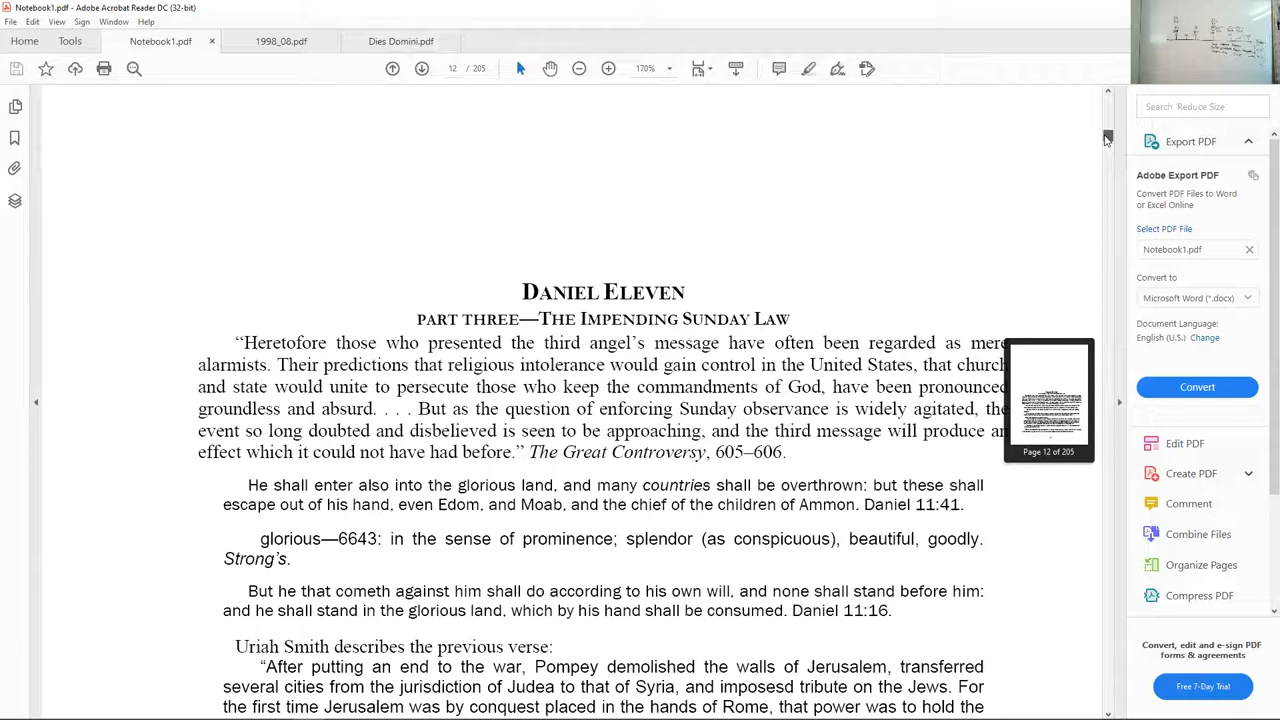 Notebook1.pdf - Adobe Acrobat Reader DC (32-bit)
File Edit View Sign Window Help
Home Tools Notebook1.pdf × 1998_08.pdf Dies Domini.pdf
12 / 205 170%
DANIEL ELEVEN
PART THREE—THE IMPENDING SUNDAY LAW
“Heretofore those who presented the third angel’s message have often been regarded as mere
alarmists. Their predictions that religious intolerance would gain control in the United States, that church
and state would unite to persecute those who keep the commandments of God, have been pronounced
groundless and absurd. . . . But as the question of enforcing Sunday observance is widely agitated, the
event so long doubted and disbelieved is seen to be approaching, and the third message will produce an
effect which it could not have had before.” The Great Controversy, 605–606.
He shall enter also into the glorious land, and many countries shall be overthrown: but these shall
escape out of his hand, even Edom, and Moab, and the chief of the children of Ammon. Daniel 11:41.
glorious—6643: in the sense of prominence; splendor (as conspicuous), beautiful, goodly.
Strong’s.
But he that cometh against him shall do according to his own will, and none shall stand before him:
and he shall stand in the glorious land, which by his hand shall be consumed. Daniel 11:16.
Uriah Smith describes the previous verse:
“After putting an end to the war, Pompey demolished the walls of Jerusalem, transferred
several cities from the jurisdiction of Judea to that of Syria, and imposesd tribute on the Jews. For
the first time Jerusalem was by conquest placed in the hands of Rome, that power was to hold the
Page 12 of 205
Search 'Reduce Size'
Export PDF
Adobe Export PDF
Convert PDF Files to Word
or Excel Online
Select PDF File
Notebook1.pdf
Convert to
Microsoft Word (*.docx)
Document Language:
English (U.S.) Change
Convert
Edit PDF
Create PDF
Comment
Combine Files
Organize Pages
Compress PDF
Convert, edit and e-sign PDF
forms & agreements
Free 7-Day Trial